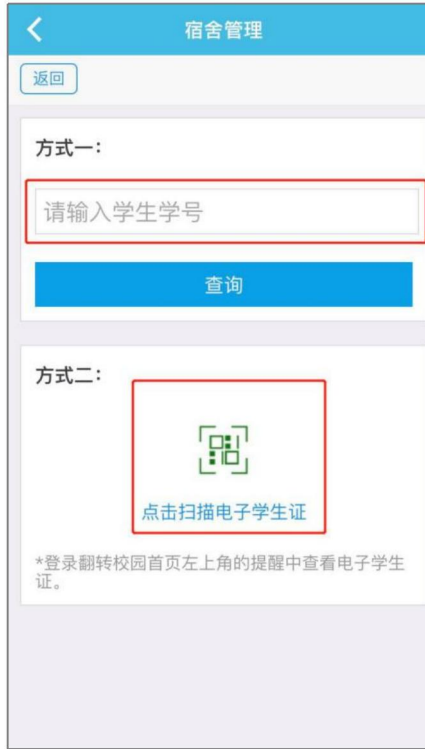 宿舍管理
返回
方式一：
请输入学生学号
查询
方式二：
点击扫描电子学生证
*登录翻转校园首页左上角的提醒中查看电子学生
证。